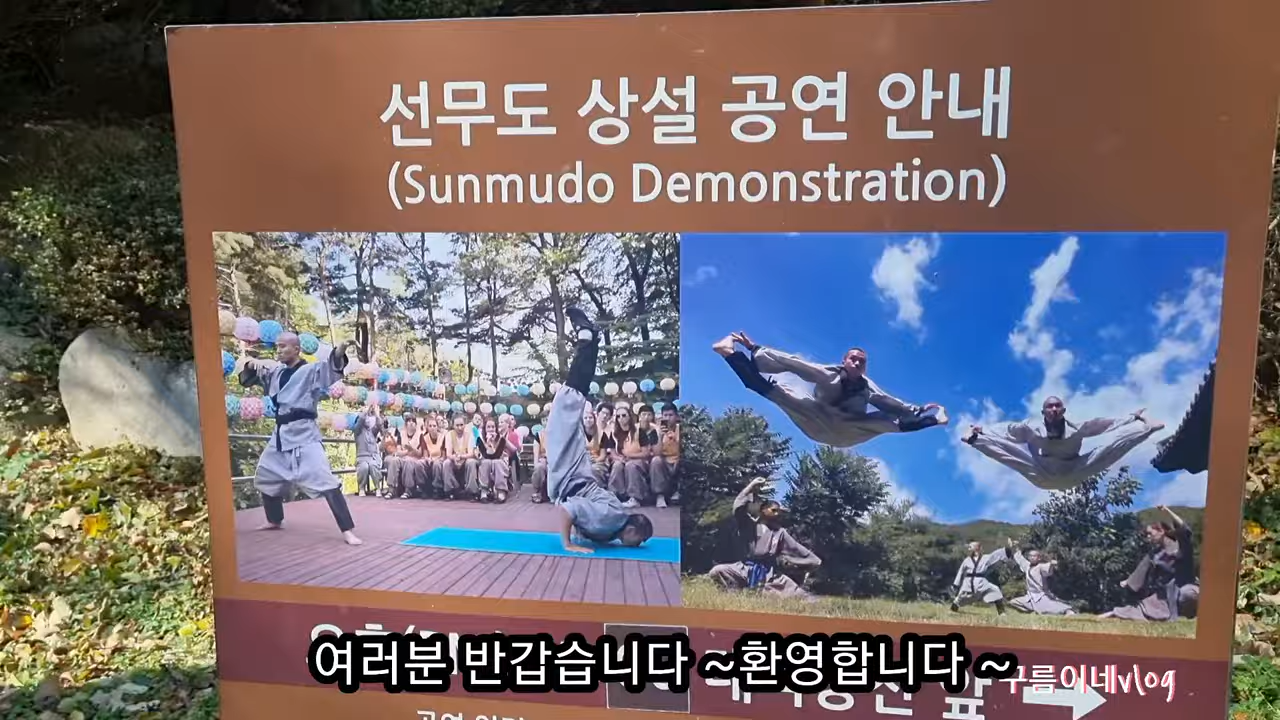 선무도 상설 공연 안내
(Sunmudo Demonstration)
여러분 반갑습니다 ~환영합니다 ~
구름이네vlog